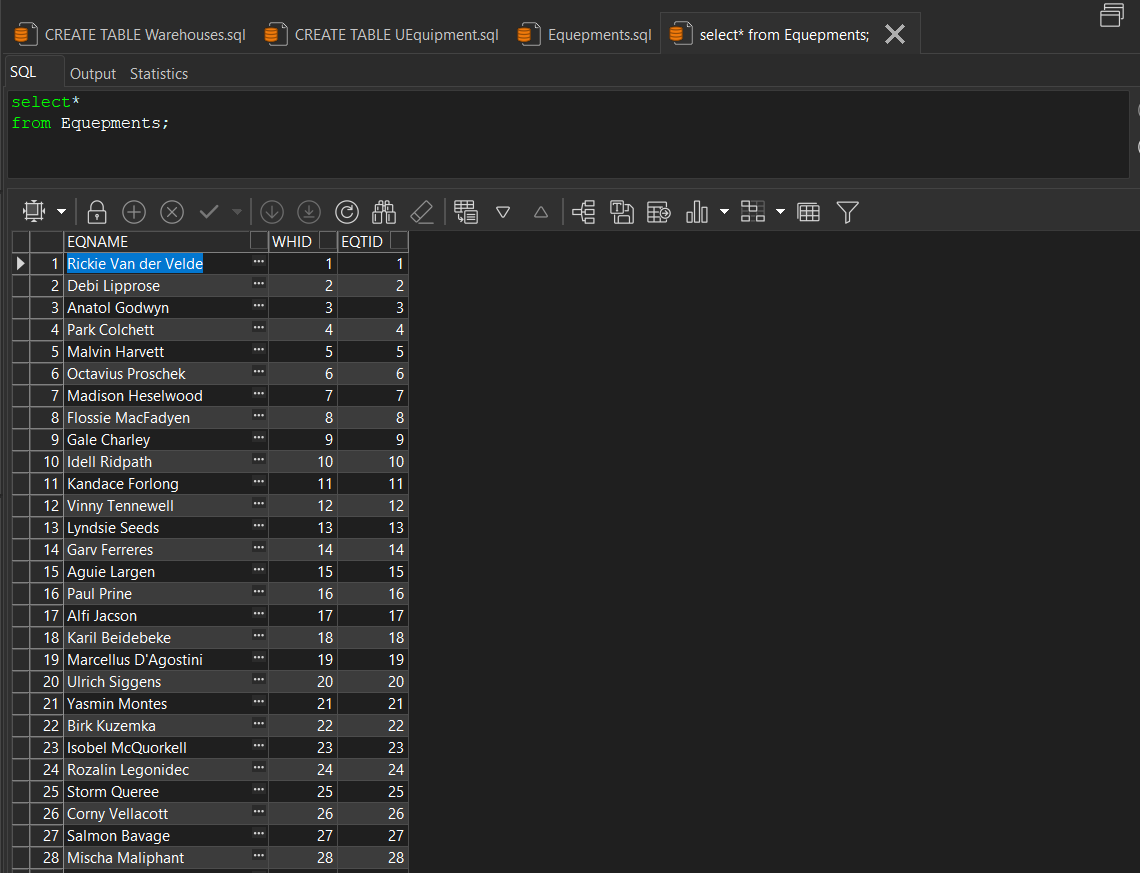 CREATE TABLE Warehouses.sql CREATE TABLE UEquipment.sql Equepments.sql select* from Equepments;
SQL Output Statistics
select*
from Equepments;
EQNAME WHID EQTID
1 Rickie Van der Velde ... 1 1
2 Debi Lipprose ... 2 2
3 Anatol Godwyn ... 3 3
4 Park Colchett ... 4 4
5 Malvin Harvett ... 5 5
6 Octavius Proschek ... 6 6
7 Madison Heselwood ... 7 7
8 Flossie MacFadyen ... 8 8
9 Gale Charley ... 9 9
10 Idell Ridpath ... 10 10
11 Kandace Forlong ... 11 11
12 Vinny Tennewell ... 12 12
13 Lyndsie Seeds ... 13 13
14 Garv Ferreres ... 14 14
15 Aguie Largen ... 15 15
16 Paul Prine ... 16 16
17 Alfi Jacson ... 17 17
18 Karil Beidebeke ... 18 18
19 Marcellus D'Agostini ... 19 19
20 Ulrich Siggens ... 20 20
21 Yasmin Montes ... 21 21
22 Birk Kuzemka ... 22 22
23 Isobel McQuorkell ... 23 23
24 Rozalin Legonidec ... 24 24
25 Storm Queree ... 25 25
26 Corny Vellacott ... 26 26
27 Salmon Bavage ... 27 27
28 Mischa Maliphant ... 28 28